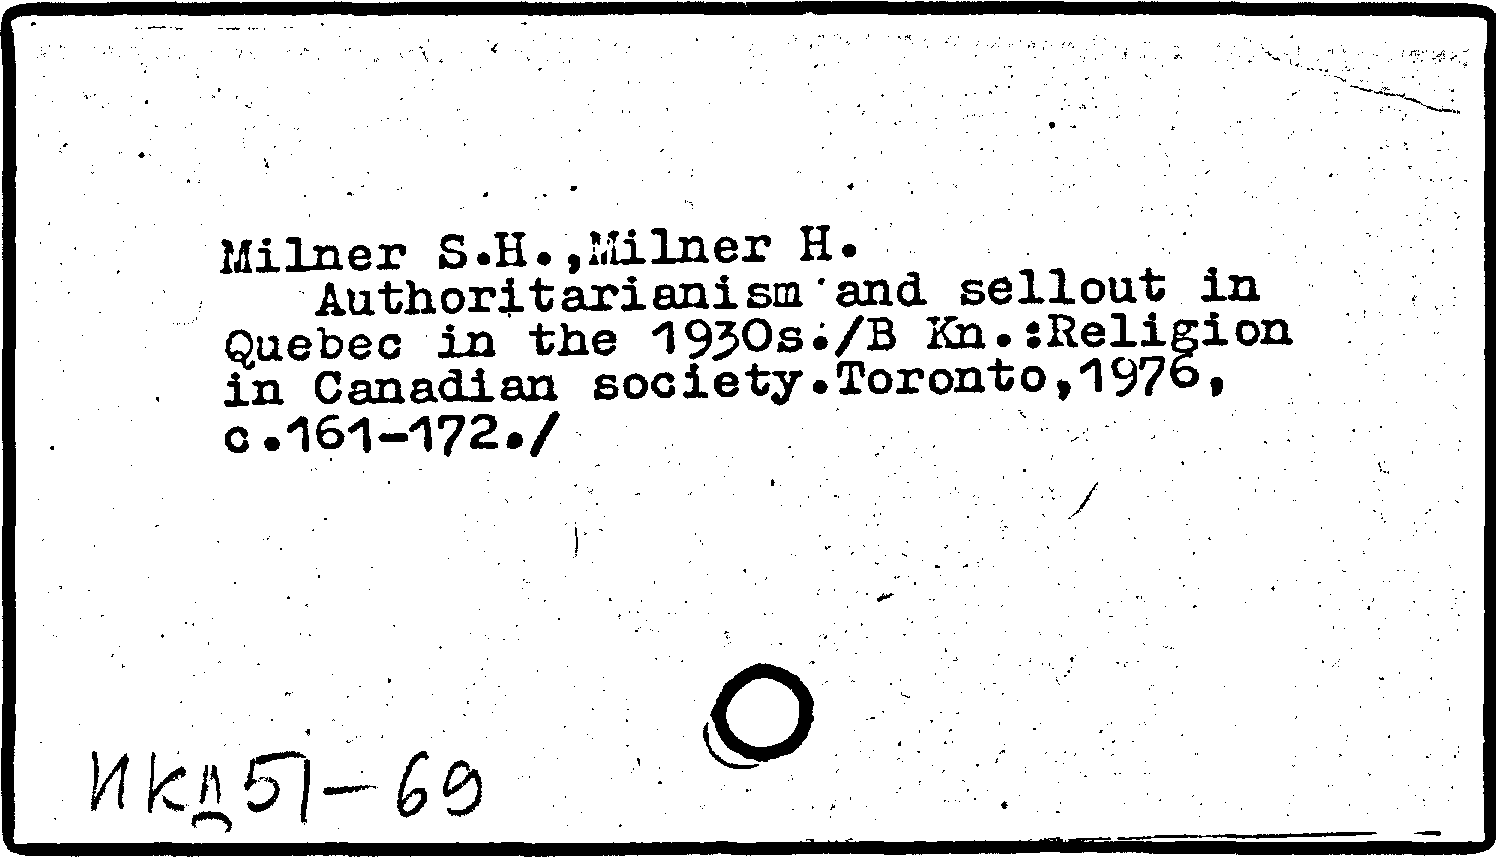 Milner S.H.,Milner H.
Authoritarianism and sellout in
Quebec in the 1930s./B Kn.:Religion
in Canadian society.Toronto,1976,
c.161-172./
ИКД51-69